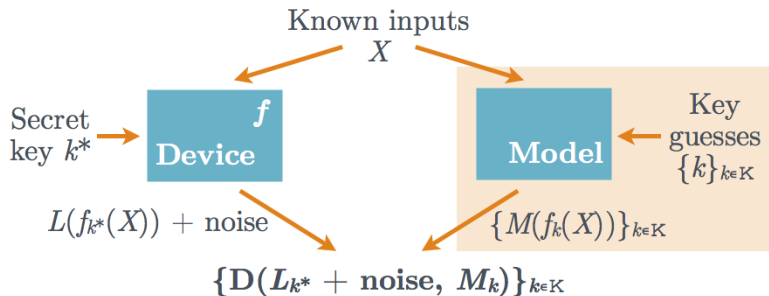 Known inputs
X
Secret
key k*
f
Device
Model
Key
guesses
{k}k∈K
L(fk*(X)) + noise
{M(fk(X))}k∈K
{D(Lk* + noise, Mk)}k∈K